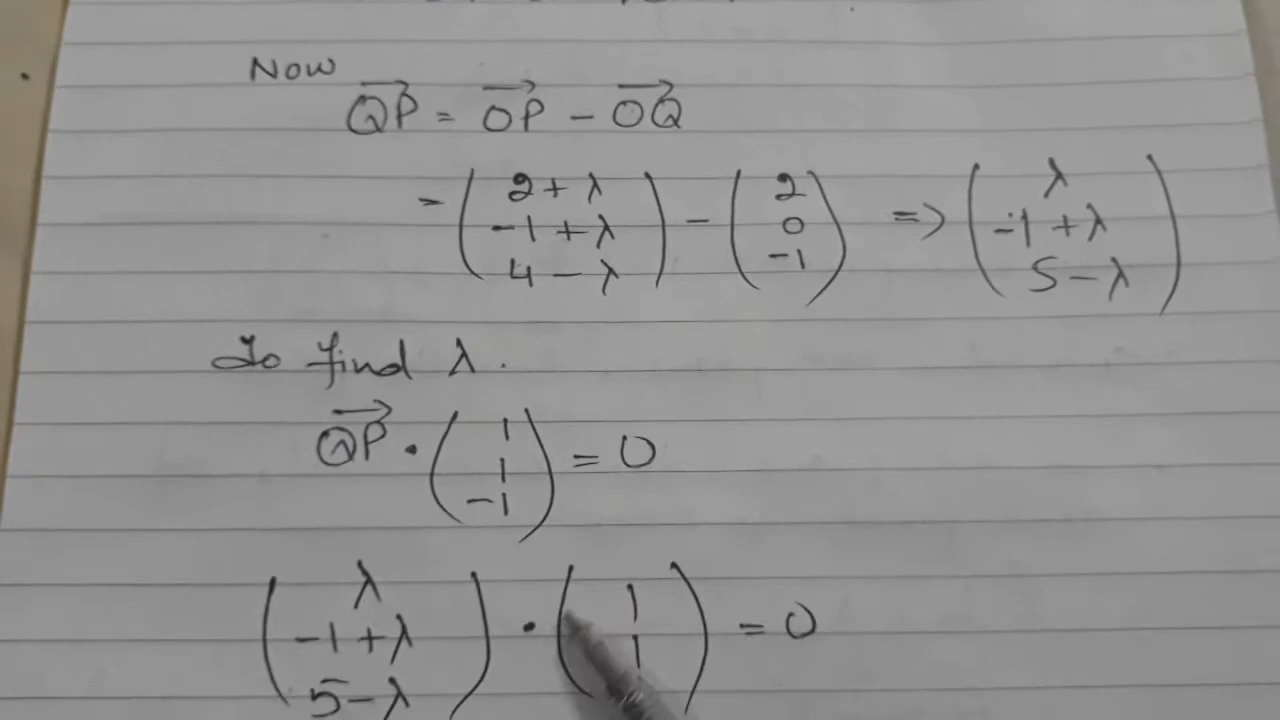 Now
→QP = →OP - →OQ
= (2+λ, -1+λ, 4-λ) - (2, 0, -1) => (λ, -1+λ, 5-λ)
To find λ.
→QP · (1, 1, -1) = 0
(λ, -1+λ, 5-λ) · (1, 1) = 0